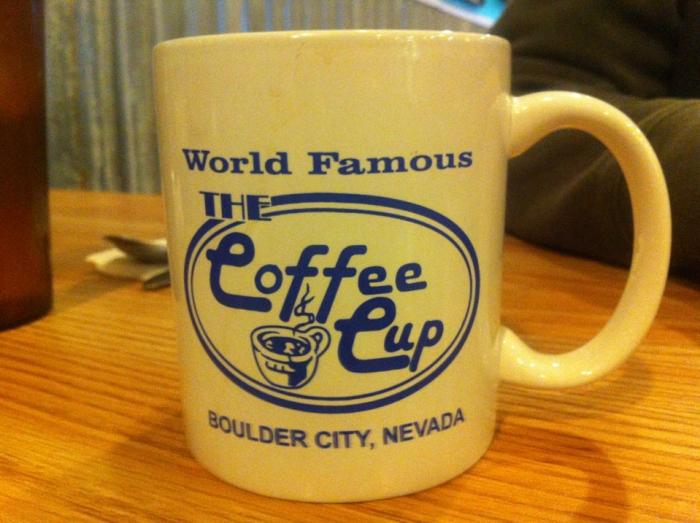 World Famous
THE
Coffee
Cup
BOULDER CITY, NEVADA